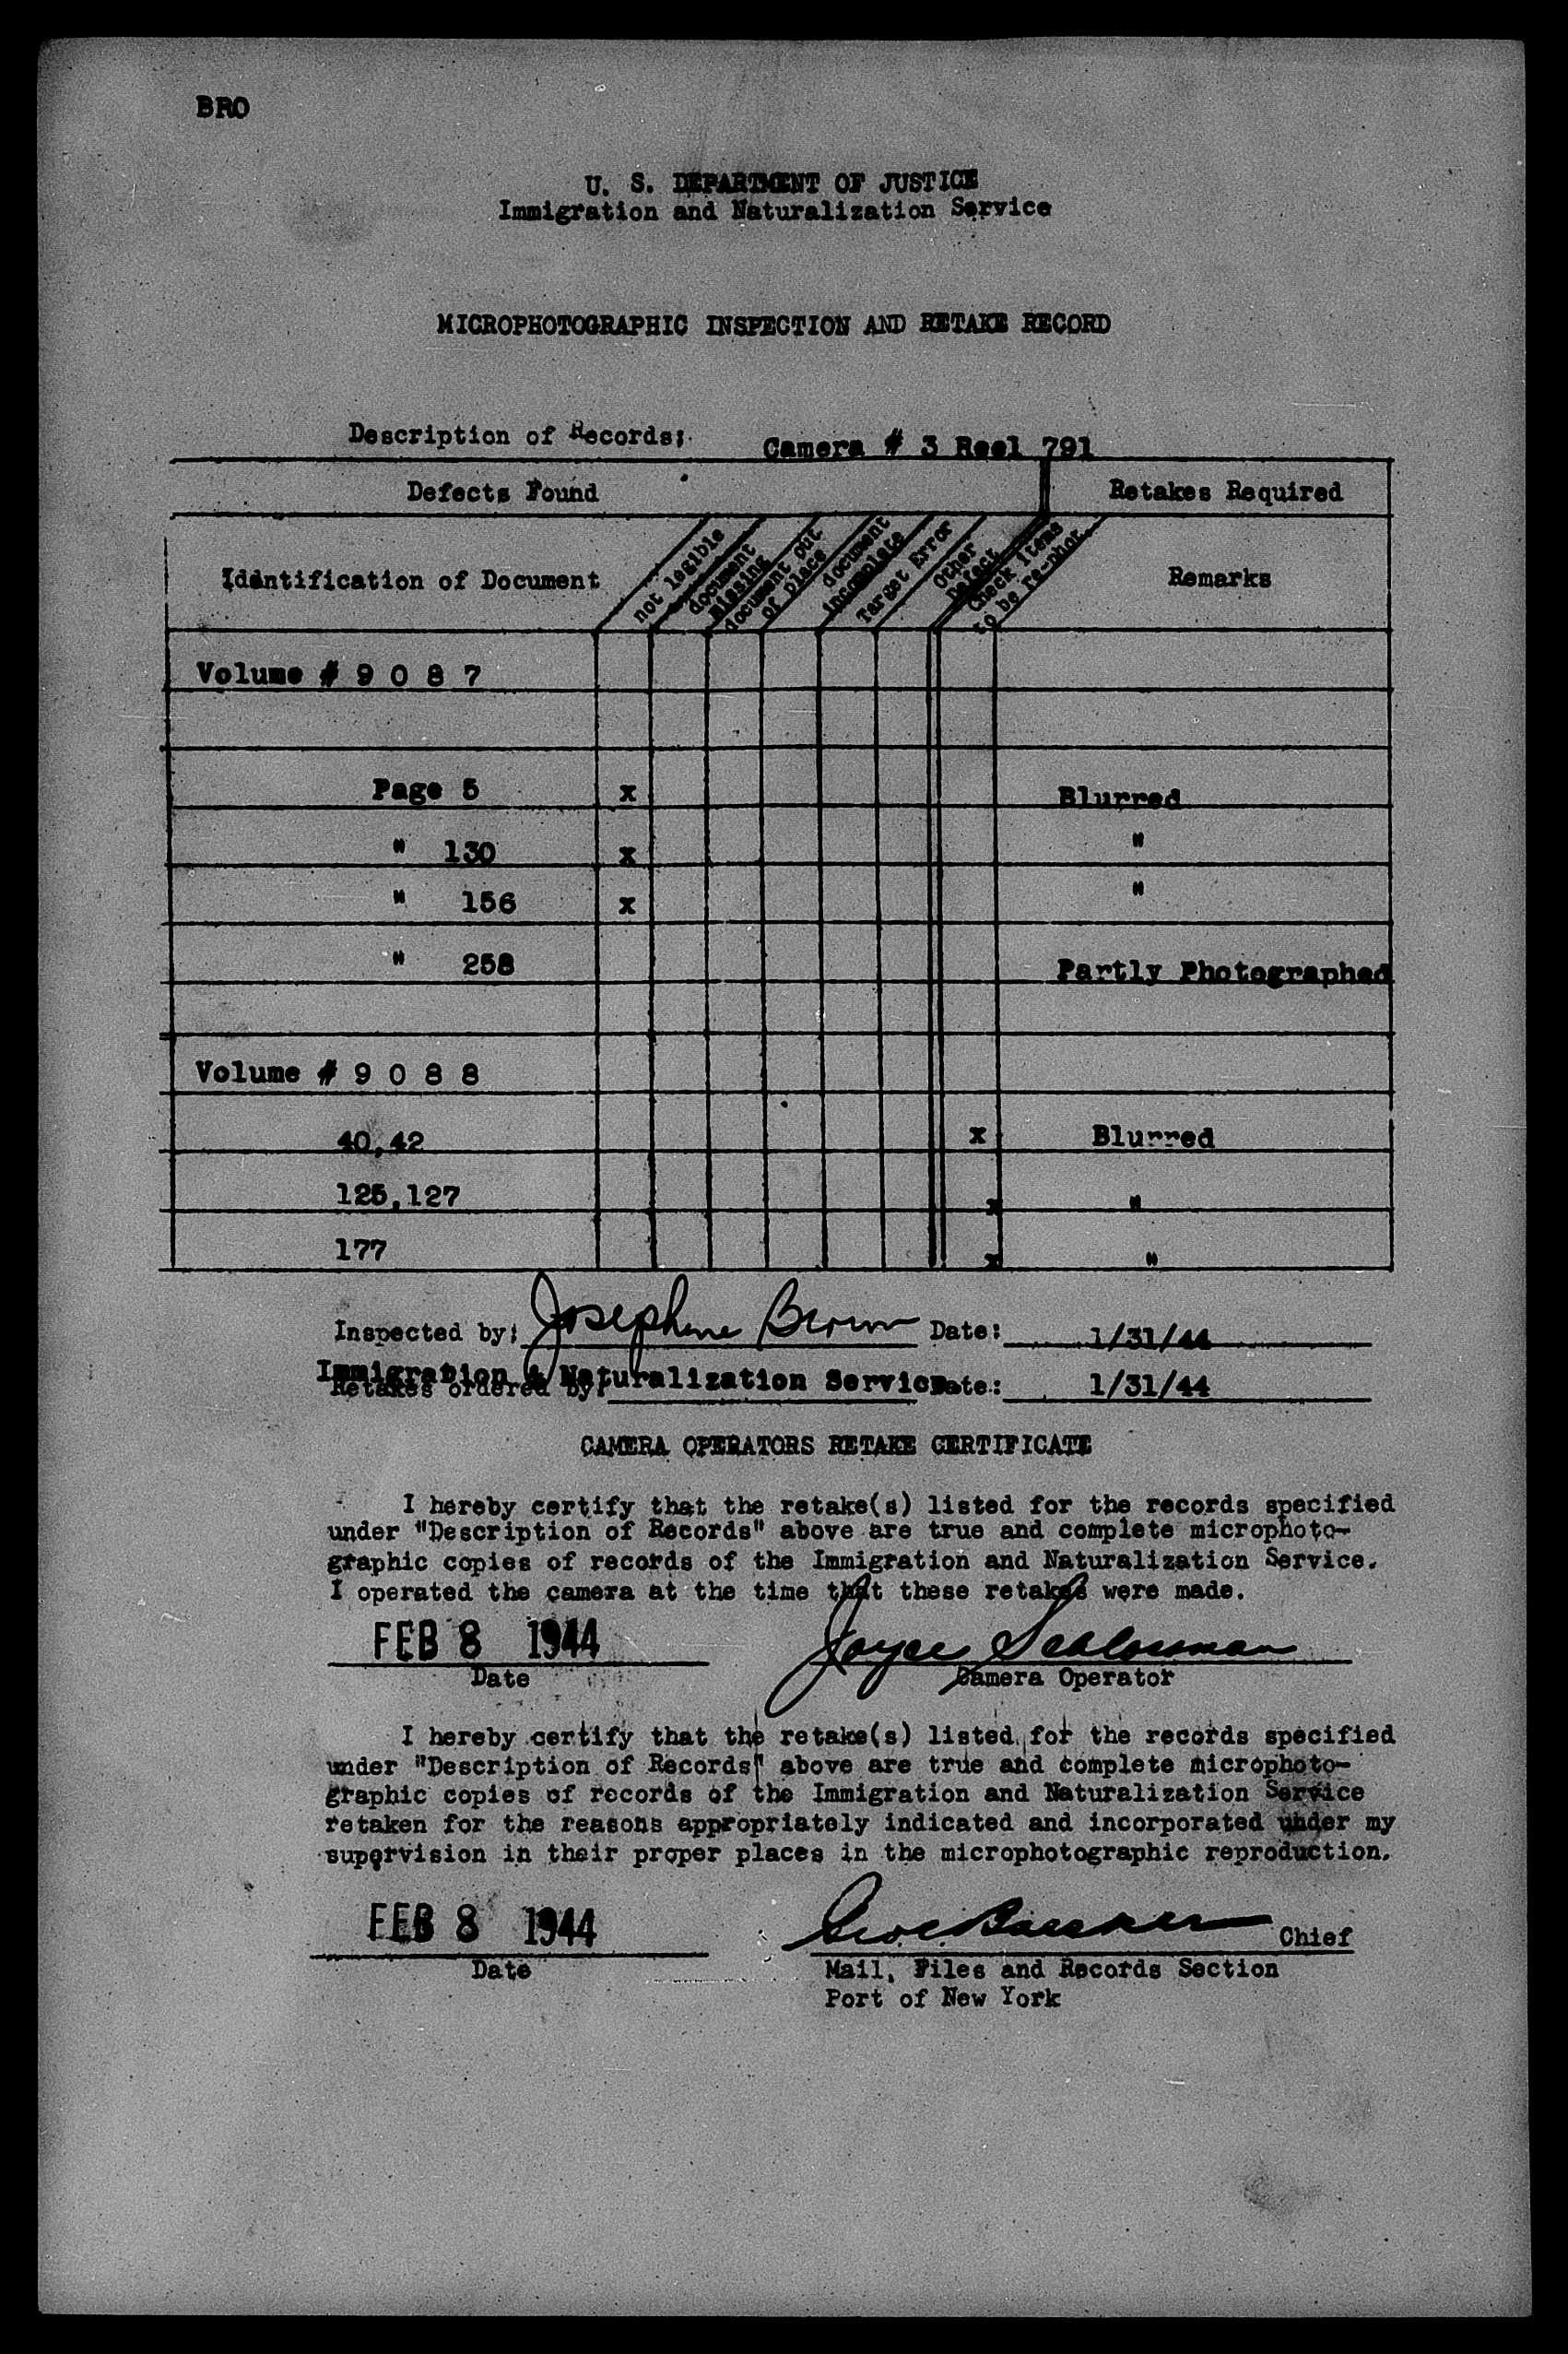 BRO
U. S. DEPARTMENT OF JUSTICE
Immigration and Naturalization Service
MICROPHOTOGRAPHIC INSPECTION AND RETAKE RECORD
Description of Records: Camera # 3 Reel 791
Defects Found Retakes Required
Identification of Document not legible document missing document out of place document incomplete Target Error Other Defect Check items to be re-phot. Remarks
Volume # 9 0 8 7
Page 5 x Blurred
" 130 x "
" 156 x "
" 258 Partly Photographed
Volume # 9 0 8 8
40,42 x Blurred
125,127 x "
177 x "
Inspected by: Josephine Brown Date: 1/31/44
Immigration & Naturalization Service
Retakes ordered by: Date: 1/31/44
CAMERA OPERATORS RETAKE CERTIFICATE
I hereby certify that the retake(s) listed for the records specified
under "Description of Records" above are true and complete microphoto-
graphic copies of records of the Immigration and Naturalization Service.
I operated the camera at the time that these retakes were made.
FEB 8 1944 Joyce
Date Camera Operator
I hereby certify that the retake(s) listed for the records specified
under "Description of Records" above are true and complete microphoto-
graphic copies of records of the Immigration and Naturalization Service
retaken for the reasons appropriately indicated and incorporated under my
supervision in their proper places in the microphotographic reproduction.
FEB 8 1944 Chief
Date Mail, Files and Records Section
Port of New York